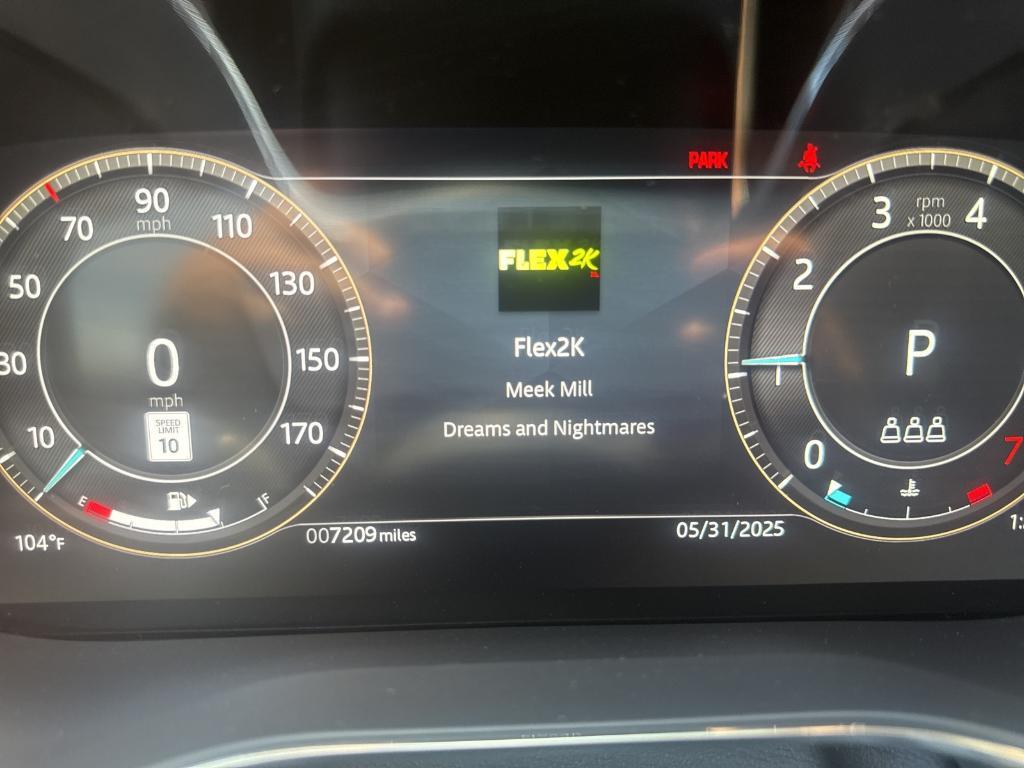 PARK
90
mph
70
110
50
130
30
150
10
170
0
mph
SPEED
LIMIT
10
E
F
104°F
007209 miles
FLEX2K
Flex2K
Meek Mill
Dreams and Nightmares
05/31/2025
rpm
x 1000
3
4
2
1
P
0
7